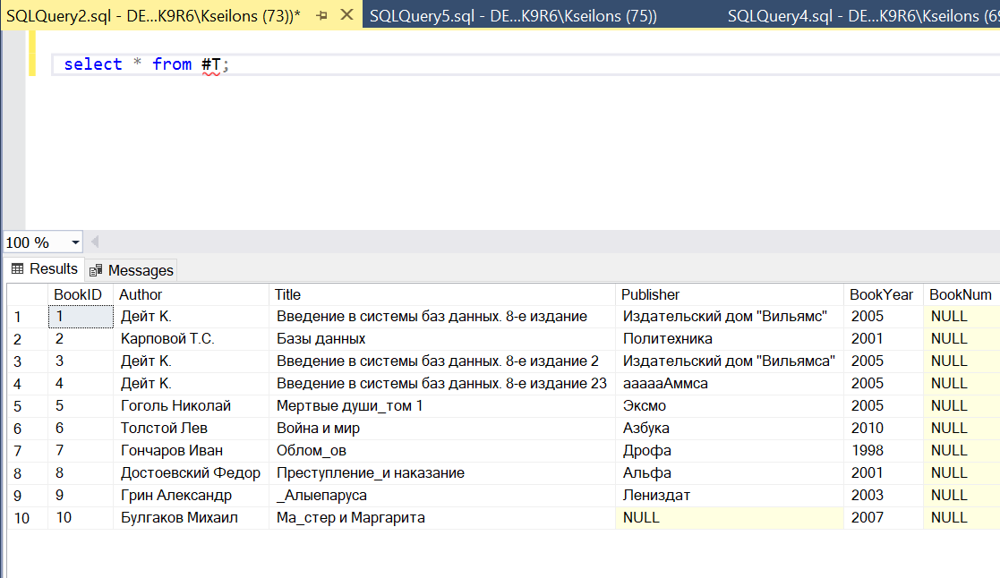 SQLQuery2.sql - DE...K9R6\Kseilons (73))* SQLQuery5.sql - DE...K9R6\Kseilons (75)) SQLQuery4.sql - DE...K9R6\Kseilons (69
select * from #T;
100 %
Results Messages
BookID Author Title Publisher BookYear BookNum
1 1 Дейт К. Введение в системы баз данных. 8-е издание Издательский дом "Вильямс" 2005 NULL
2 2 Карповой Т.С. Базы данных Политехника 2001 NULL
3 3 Дейт К. Введение в системы баз данных. 8-е издание 2 Издательский дом "Вильямса" 2005 NULL
4 4 Дейт К. Введение в системы баз данных. 8-е издание 23 аааааАммса 2005 NULL
5 5 Гоголь Николай Мертвые души_том 1 Эксмо 2005 NULL
6 6 Толстой Лев Война и мир Азбука 2010 NULL
7 7 Гончаров Иван Облом_ов Дрофа 1998 NULL
8 8 Достоевский Федор Преступление_и наказание Альфа 2001 NULL
9 9 Грин Александр _Алыепаруса Лениздат 2003 NULL
10 10 Булгаков Михаил Ма_стер и Маргарита NULL 2007 NULL